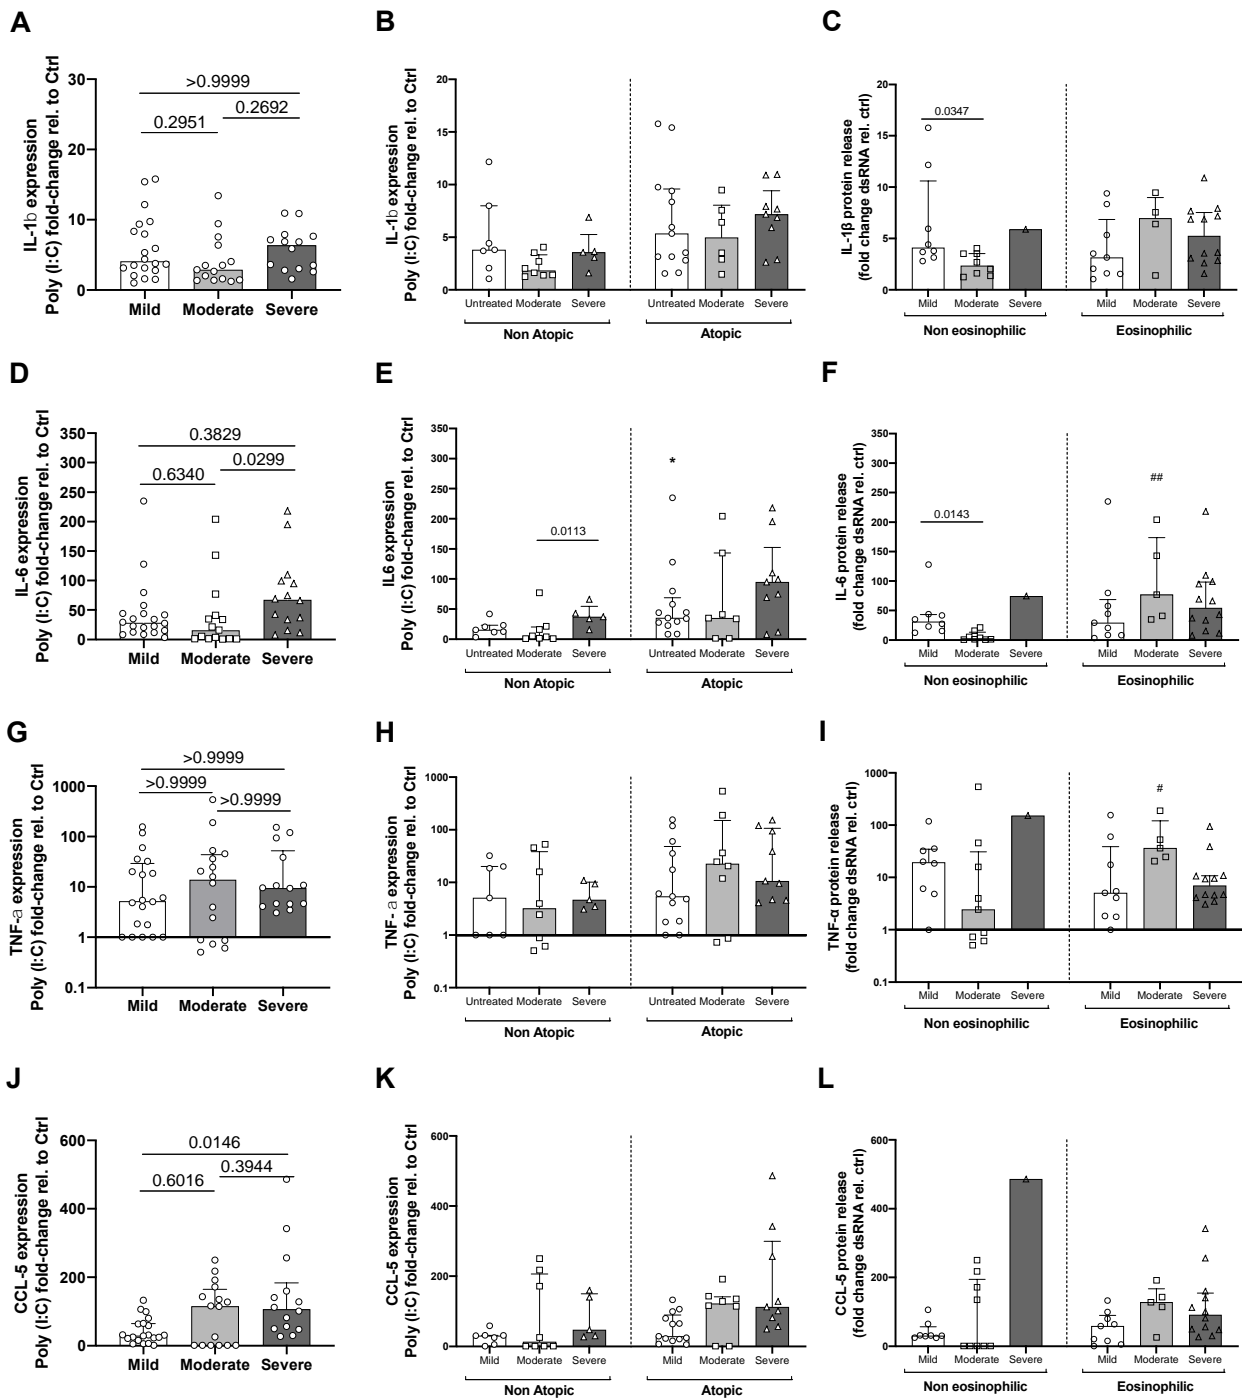 A
IL-1b expression
Poly (I:C) fold-change rel. to Ctrl
30
20
10
0
>0.9999
0.2951
0.2692
Mild Moderate Severe
B
IL-1b expression
Poly (I:C) fold-change rel. to Ctrl
20
15
10
5
0
Untreated Moderate Severe
Non Atopic
Untreated Moderate Severe
Atopic
C
IL-1β protein release
(fold change dsRNA rel. ctrl)
20
15
10
5
0
0.0347
Mild Moderate Severe
Non eosinophilic
Mild Moderate Severe
Eosinophilic
D
IL-6 expression
Poly (I:C) fold-change rel. to Ctrl
350
300
250
200
150
100
50
0
0.3829
0.6340
0.0299
Mild Moderate Severe
E
IL6 expression
Poly (I:C) fold-change rel. to Ctrl
350
300
250
200
150
100
50
0
0.0113
*
Untreated Moderate Severe
Non Atopic
Untreated Moderate Severe
Atopic
F
IL-6 protein release
(fold change dsRNA rel. ctrl)
350
300
250
200
150
100
50
0
0.0143
##
Mild Moderate Severe
Non eosinophilic
Mild Moderate Severe
Eosinophilic
G
TNF-a expression
Poly (I:C) fold-change rel. to Ctrl
1000
100
10
1
0.1
>0.9999
>0.9999
>0.9999
Mild Moderate Severe
H
TNF- a expression
Poly (I:C) fold-change rel. to Ctrl
1000
100
10
1
0.1
Untreated Moderate Severe
Non Atopic
Untreated Moderate Severe
Atopic
I
TNF-α protein release
(fold change dsRNA rel. ctrl)
1000
100
10
1
0.1
#
Mild Moderate Severe
Non eosinophilic
Mild Moderate Severe
Eosinophilic
J
CCL-5 expression
Poly (I:C) fold-change rel. to Ctrl
600
400
200
0
0.0146
0.6016
0.3944
Mild Moderate Severe
K
CCL-5 expression
Poly (I:C) fold-change rel. to Ctrl
600
400
200
0
Mild Moderate Severe
Non Atopic
Mild Moderate Severe
Atopic
L
CCL-5 protein release
(fold change dsRNA rel. ctrl)
600
400
200
0
Mild Moderate Severe
Non eosinophilic
Mild Moderate Severe
Eosinophilic